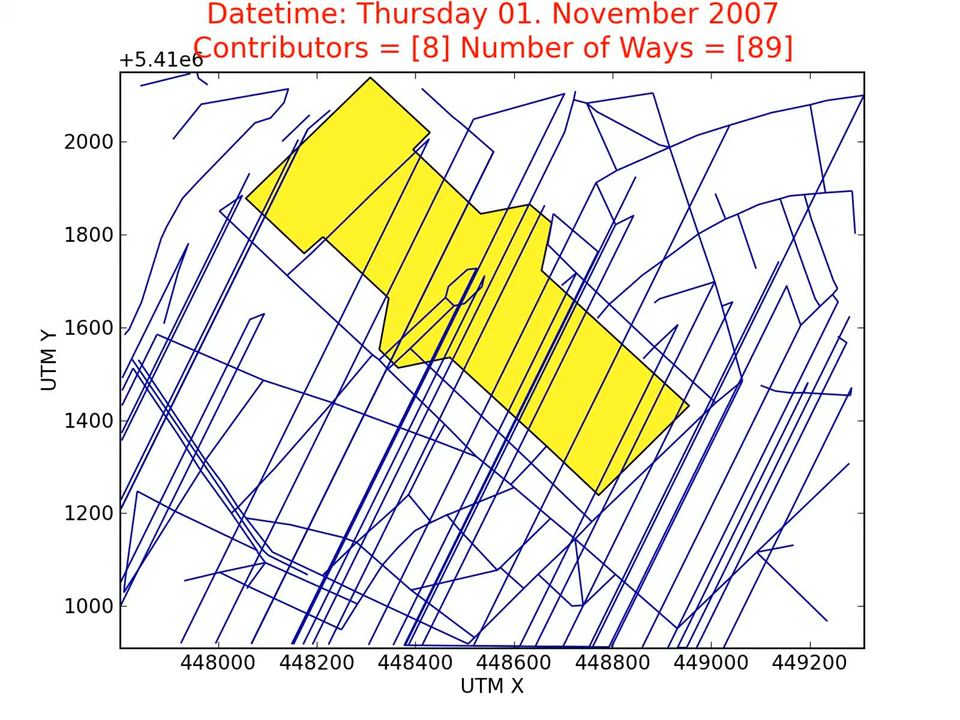 Datetime: Thursday 01. November 2007
Contributors = [8] Number of Ways = [89]
+5.41e6
2000
1800
1600
1400
1200
1000
UTM Y
448000 448200 448400 448600 448800 449000 449200
UTM X